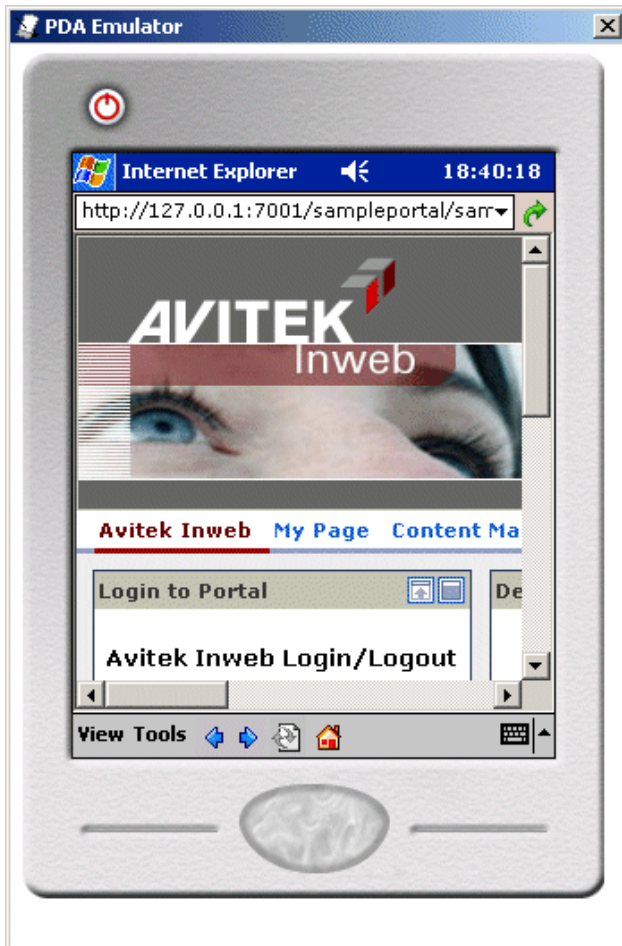 PDA Emulator
Internet Explorer 18:40:18
http://127.0.0.1:7001/sampleportal/sam
AVITEK
Inweb
Avitek Inweb My Page Content Ma
Login to Portal De
Avitek Inweb Login/Logout
View Tools